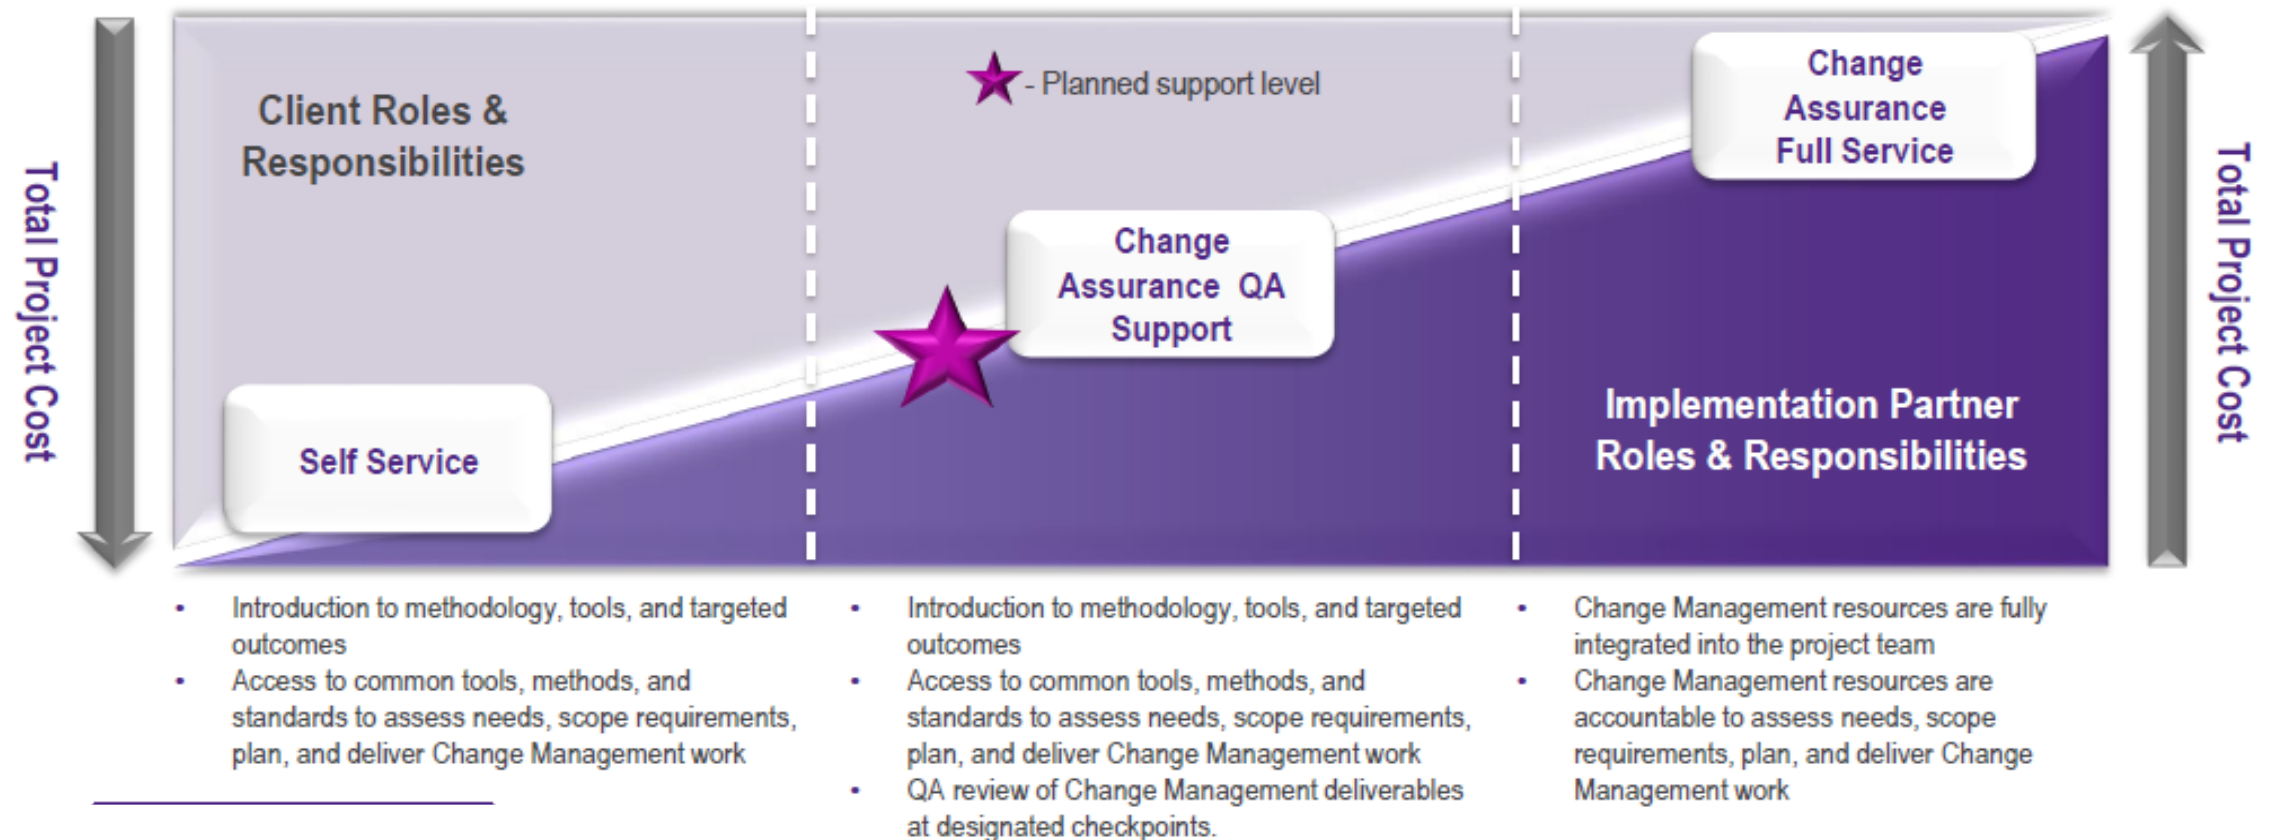 Total Project Cost
Client Roles &
Responsibilities
- Planned support level
Change
Assurance
Full Service
Change
Assurance QA
Support
Self Service
Implementation Partner
Roles & Responsibilities
Total Project Cost
• Introduction to methodology, tools, and targeted
outcomes
• Access to common tools, methods, and
standards to assess needs, scope requirements,
plan, and deliver Change Management work
• Introduction to methodology, tools, and targeted
outcomes
• Access to common tools, methods, and
standards to assess needs, scope requirements,
plan, and deliver Change Management work
• QA review of Change Management deliverables
at designated checkpoints.
• Change Management resources are fully
integrated into the project team
• Change Management resources are
accountable to assess needs, scope
requirements, plan, and deliver Change
Management work